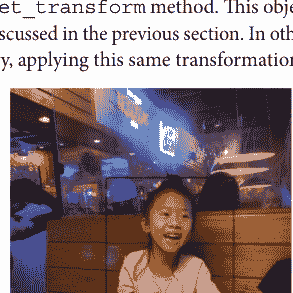 et_transform method. This obje
scussed in the previous section. In oth
y, applying this same transformation